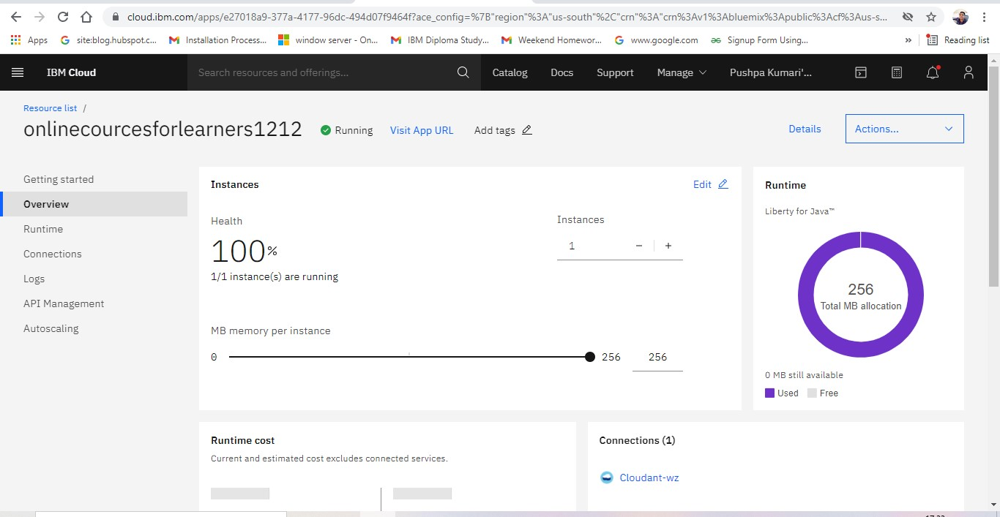 cloud.ibm.com/apps/e27018a9-377a-4177-96dc-494d07f9464f?ace_config=%7B"region"%3A"us-south"%2C"crn"%3A"crn%3Av1%3Abluemix%3Apublic%3Acf%3Aus-s...
Apps site:blog.hubspot.c... Installation Process... window server - On... IBM Diploma Study... Weekend Homewor... www.google.com Signup Form Using... » Reading list
IBM Cloud Search resources and offerings... Catalog Docs Support Manage Pushpa Kumari'...
Resource list /
onlinecourcesforlearners1212 Running Visit App URL Add tags Details Actions...
Getting started
Overview
Runtime
Connections
Logs
API Management
Autoscaling
Instances Edit
Health Instances
100% 1 − +
1/1 instance(s) are running
MB memory per instance
0 256 256
Runtime
Liberty for Java™
256
Total MB allocation
0 MB still available
Used Free
Runtime cost
Current and estimated cost excludes connected services.
Connections (1)
Cloudant-wz